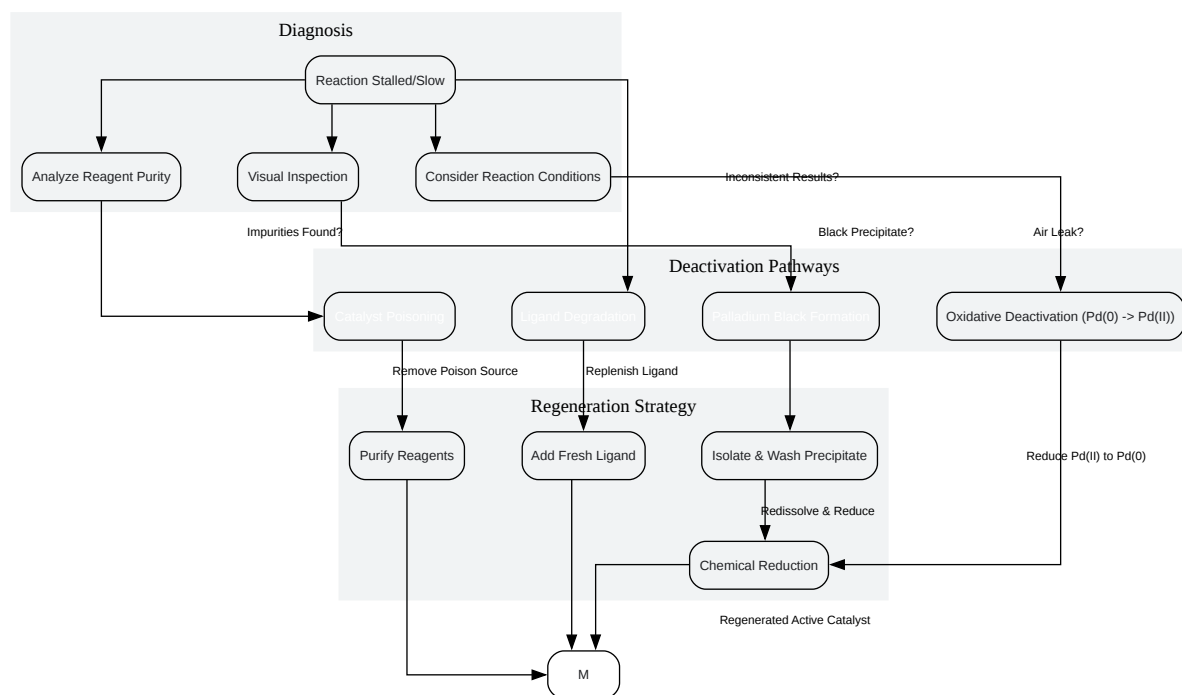 Diagnosis
Reaction Stalled/Slow
Analyze Reagent Purity
Visual Inspection
Consider Reaction Conditions
Inconsistent Results?
Impurities Found?
Black Precipitate?
Air Leak?
Deactivation Pathways
Catalyst Poisoning
Ligand Degradation
Palladium Black Formation
Oxidative Deactivation (Pd(0) -> Pd(II))
Remove Poison Source
Replenish Ligand
Regeneration Strategy
Purify Reagents
Add Fresh Ligand
Isolate & Wash Precipitate
Reduce Pd(II) to Pd(0)
Redissolve & Reduce
Chemical Reduction
Regenerated Active Catalyst
M